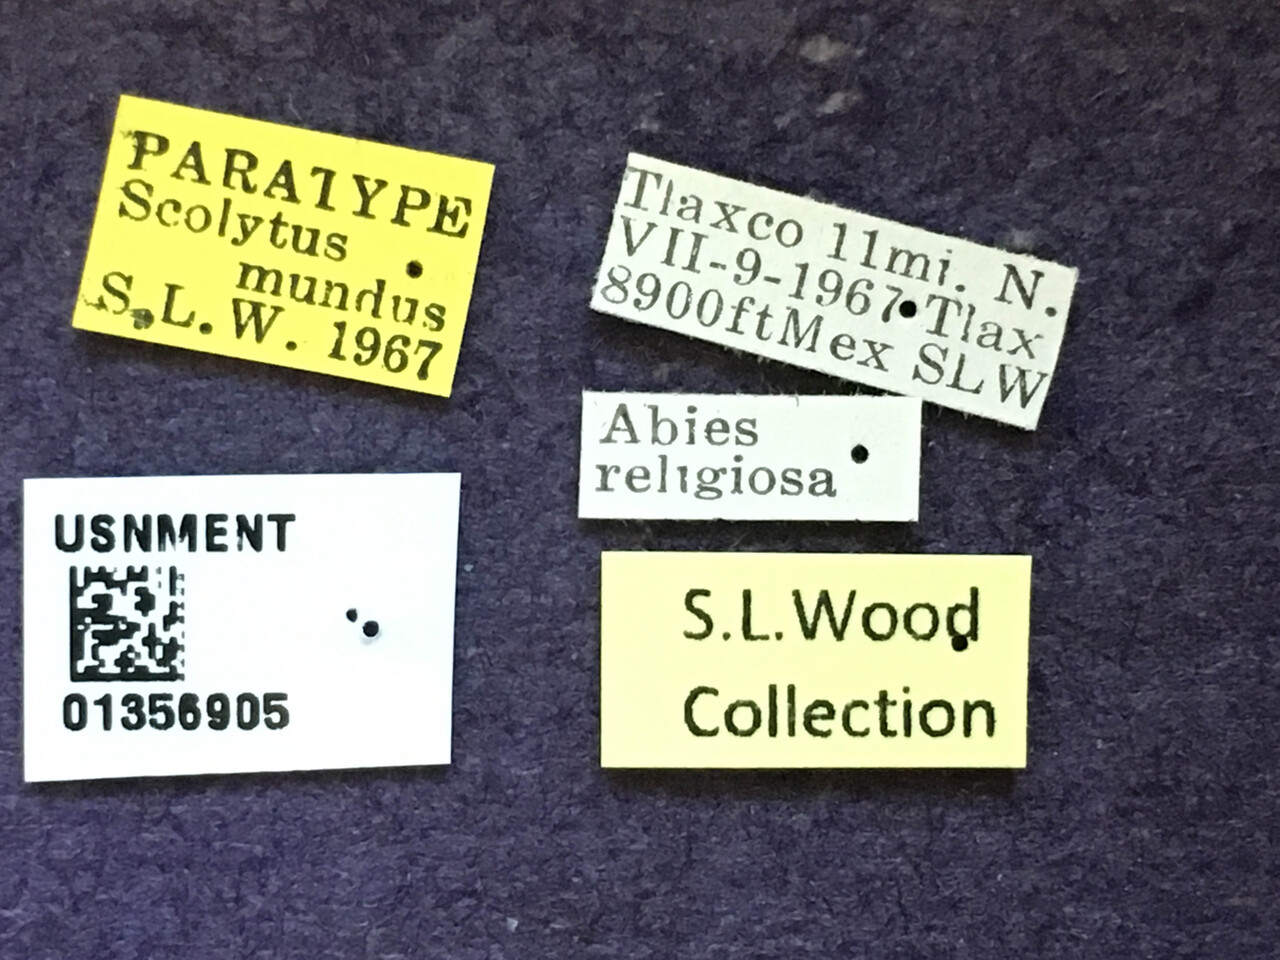 PARATYPE
Scolytus
mundus
S.L.W. 1967
Tlaxco 11mi. N.
VII-9-1967 Tlax
8900ftMex SLW
Abies
religiosa
USNMENT
01356905
S.L.Wood
Collection